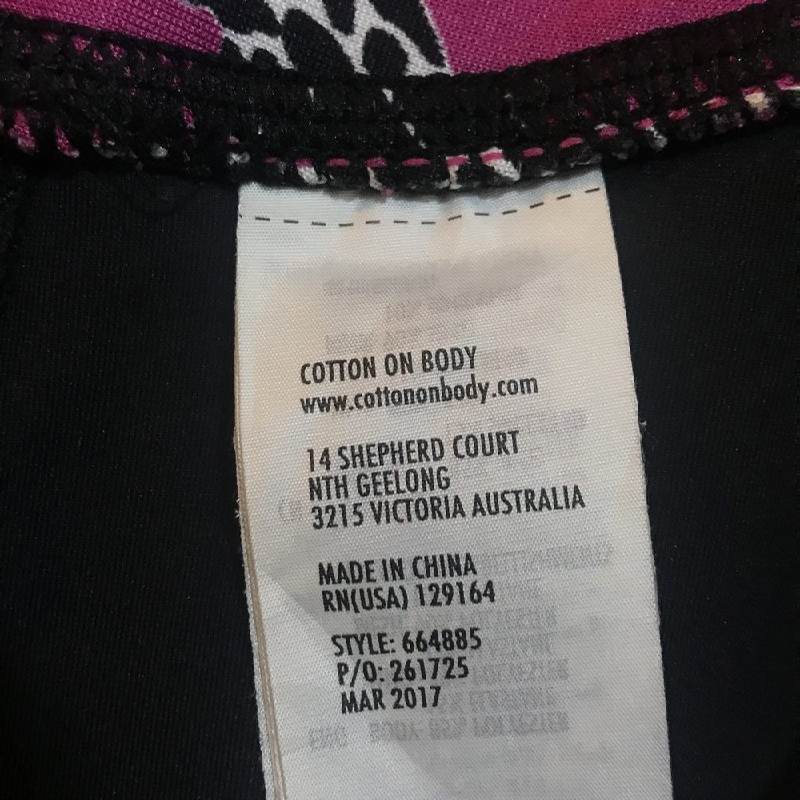 COTTON ON BODY
www.cottononbody.com
14 SHEPHERD COURT
NTH GEELONG
3215 VICTORIA AUSTRALIA
MADE IN CHINA
RN(USA) 129164
STYLE: 664885
P/O: 261725
MAR 2017